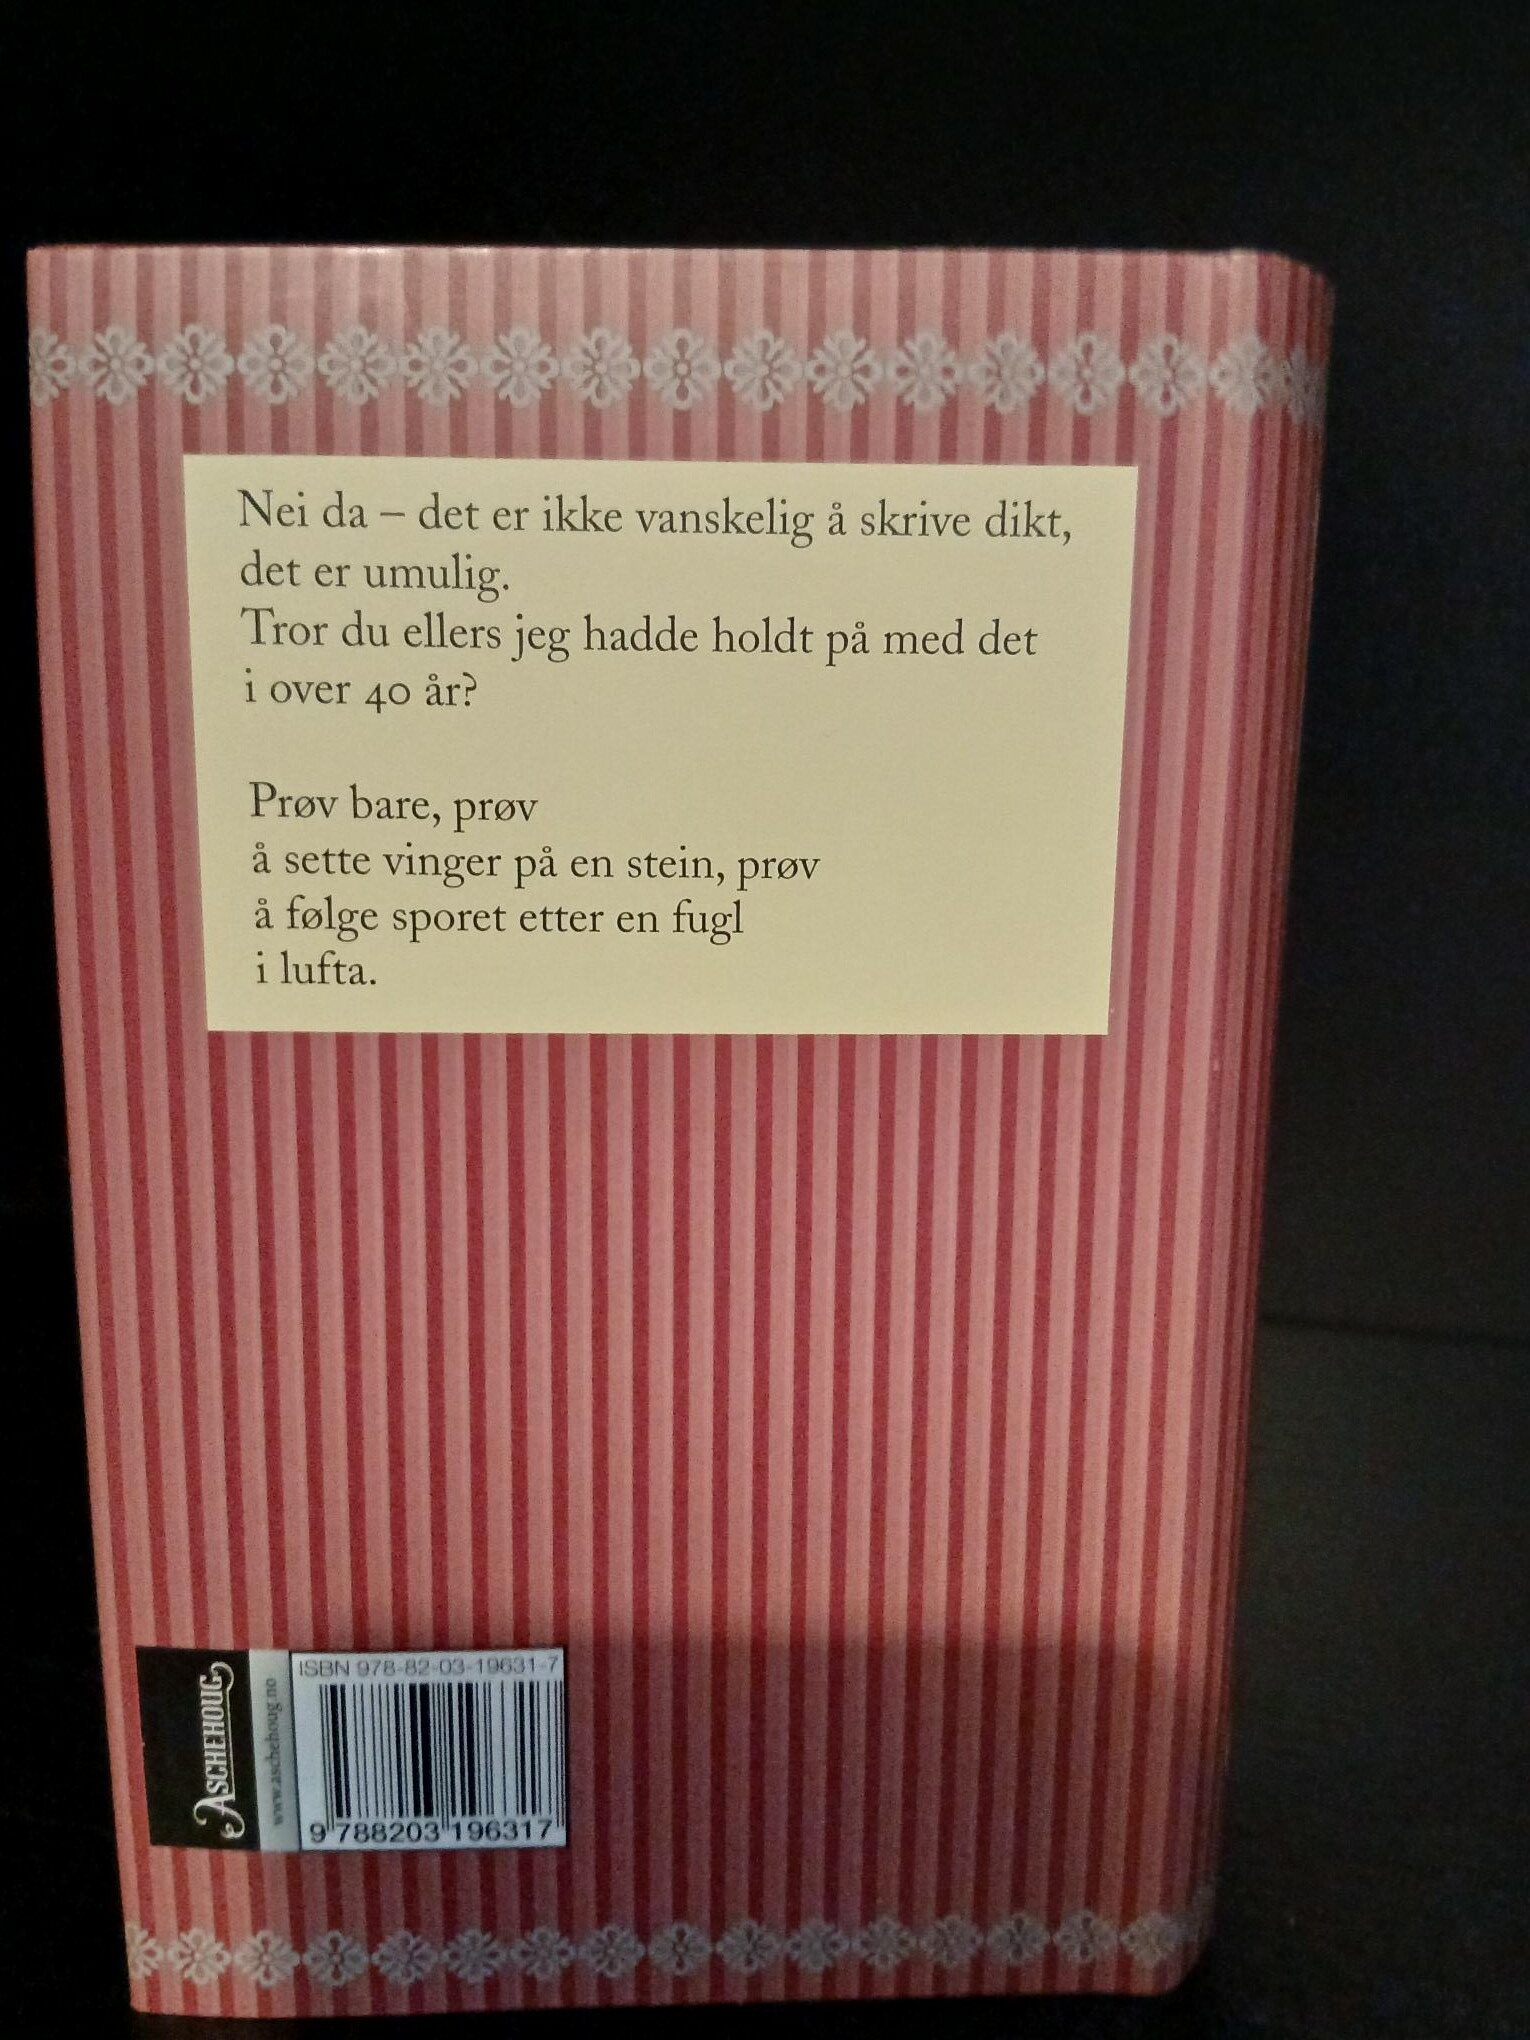 Nei da – det er ikke vanskelig å skrive dikt,
det er umulig.
Tror du ellers jeg hadde holdt på med det
i over 40 år?
Prøv bare, prøv
å sette vinger på en stein, prøv
å følge sporet etter en fugl
i lufta.
ASCHEHOUG
www.aschehoug.no
ISBN 978-82-03-19631-7
9 788203 196317